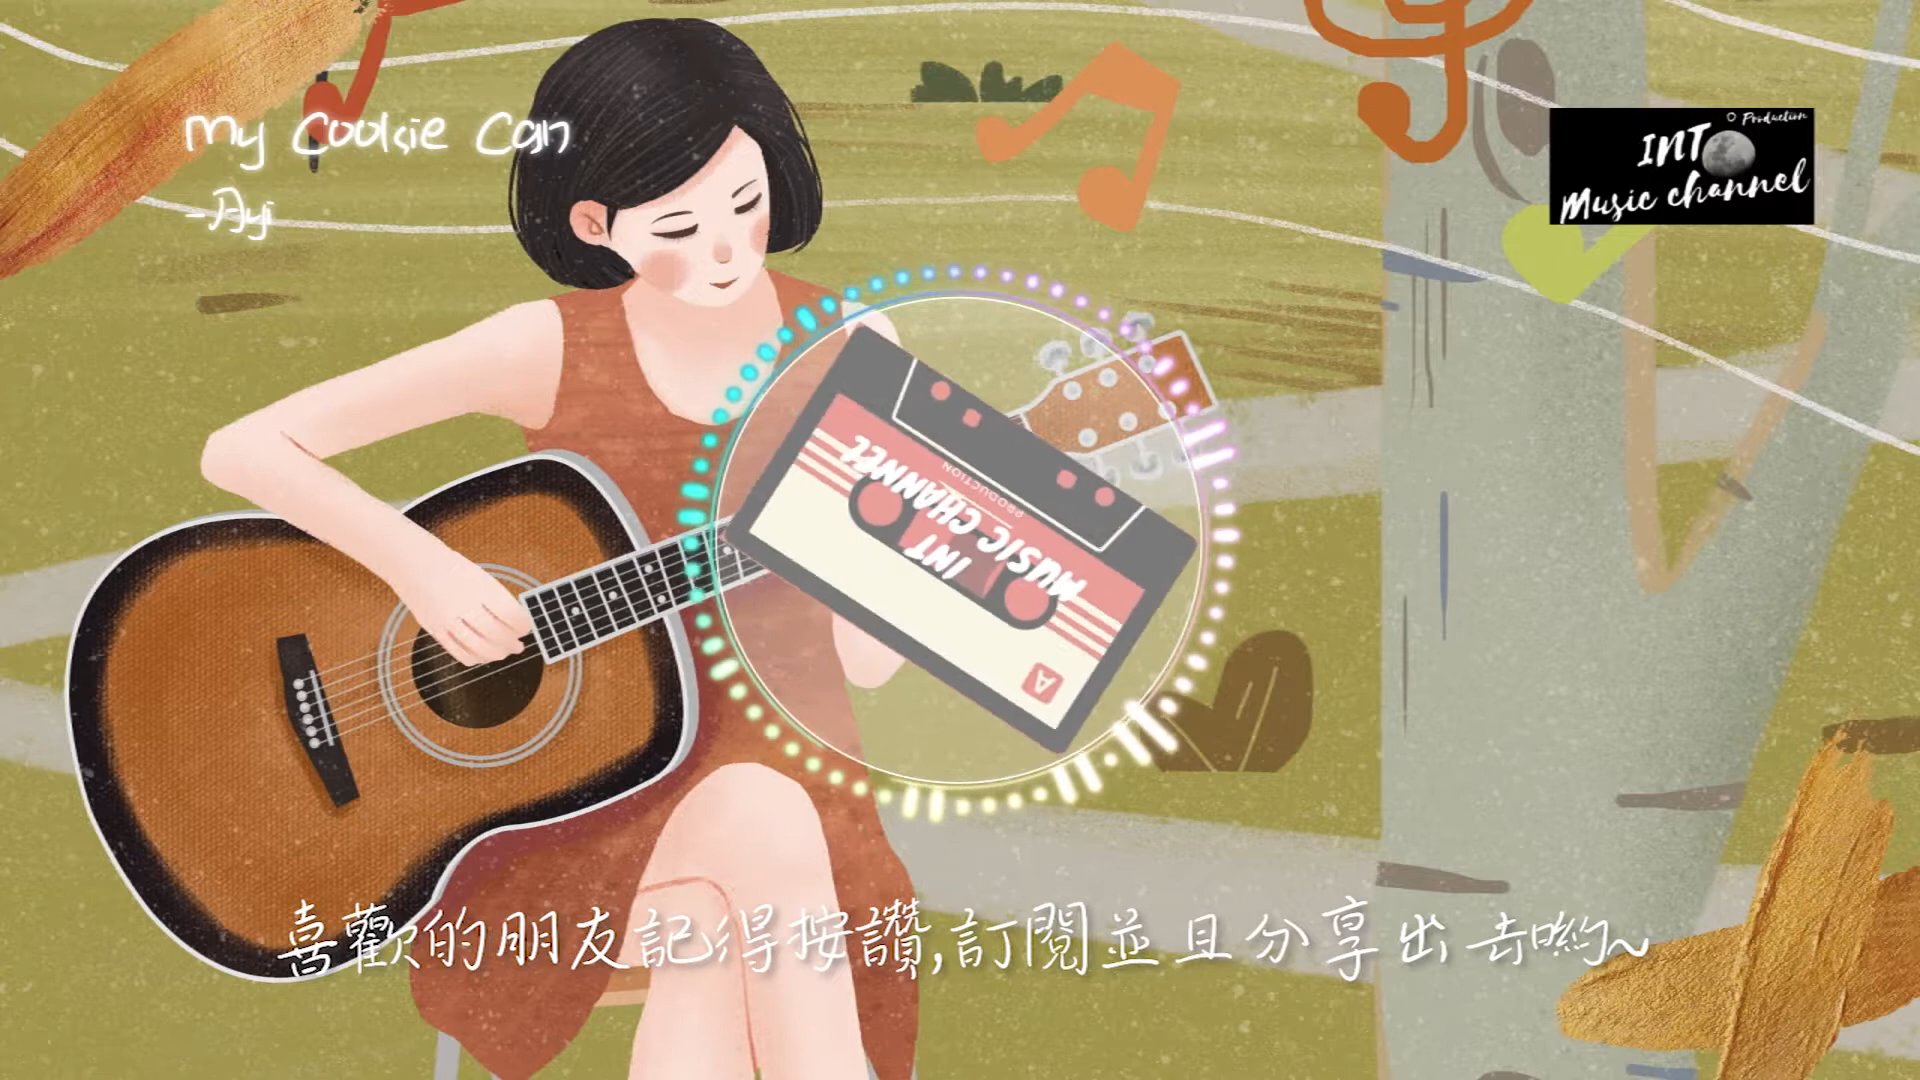 My Cookie Can
-Ayi
Production
INTO
Music channel
MUSIC CHANNEL
PRODUCTION
INT
A
喜歡的朋友記得按讚,訂閱並且分享出去喲~